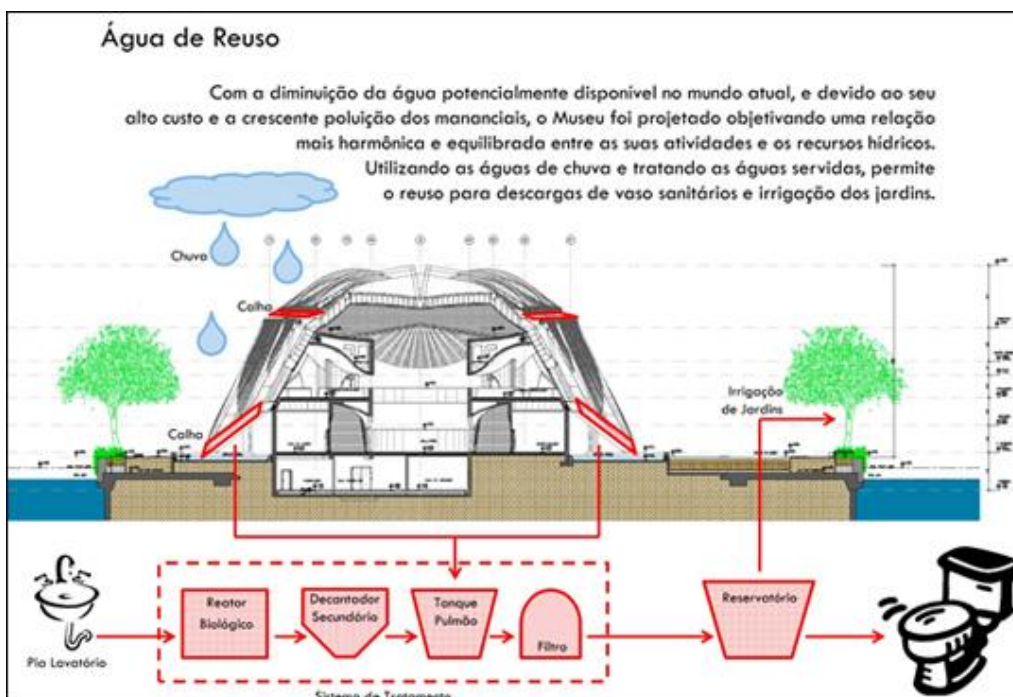 Água de Reuso
Com a diminuição da água potencialmente disponível no mundo atual, e devido ao seu
alto custo e a crescente poluição dos mananciais, o Museu foi projetado objetivando uma relação
mais harmônica e equilibrada entre as suas atividades e os recursos hídricos.
Utilizando as águas de chuva e tratando as águas servidas, permite
o reuso para descargas de vaso sanitários e irrigação dos jardins.
Chuva
Calha
Irrigação
de Jardins
Calha
Reator
Biológico
Decantador
Secundário
Tanque
Pulmão
Filtro
Reservatório
Pia Lavatório
Sistema de Tratamento